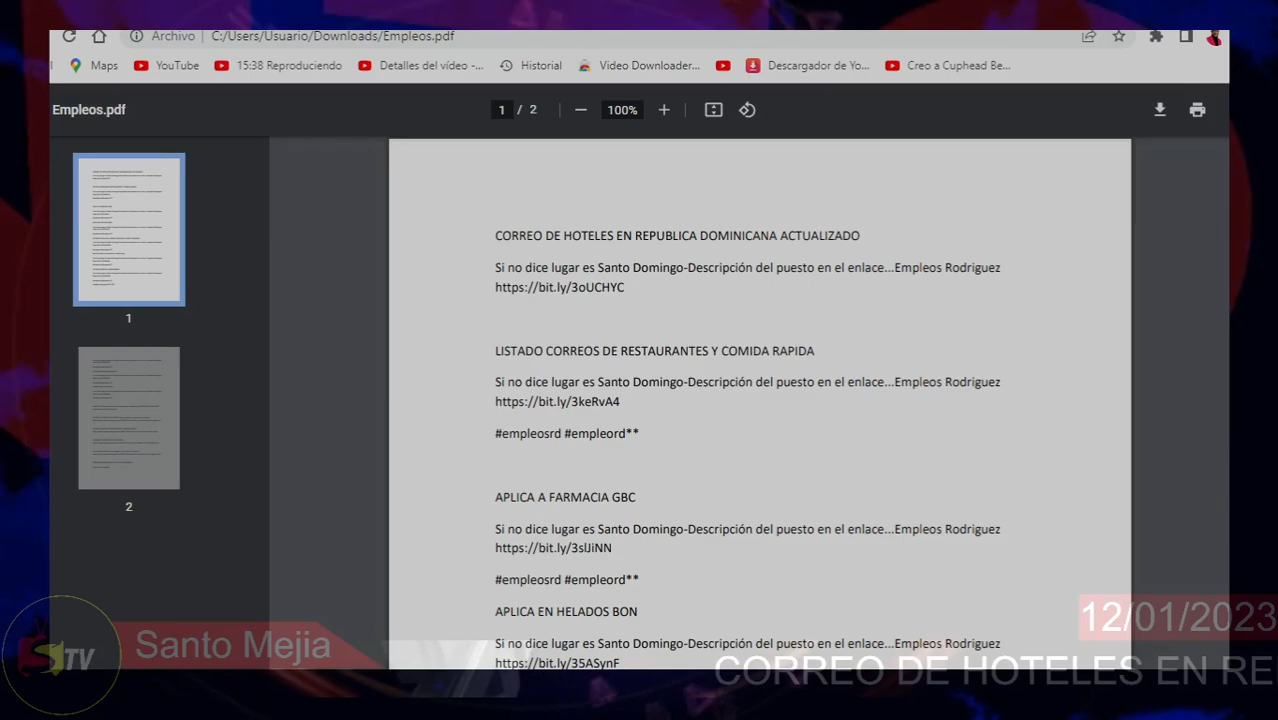 Archivo
C:/Users/Usuario/Downloads/Empleos.pdf
Maps
YouTube
15:38 Reproduciendo
Detalles del vídeo -...
Historial
Video Downloader...
Descargador de Yo...
Creo a Cuphead Be...
Empleos.pdf
1 / 2
100%
1
2
CORREO DE HOTELES EN REPUBLICA DOMINICANA ACTUALIZADO
Si no dice lugar es Santo Domingo-Descripción del puesto en el enlace...Empleos Rodriguez
https://bit.ly/3oUCHYC
LISTADO CORREOS DE RESTAURANTES Y COMIDA RAPIDA
Si no dice lugar es Santo Domingo-Descripción del puesto en el enlace...Empleos Rodriguez
https://bit.ly/3keRvA4
#empleosrd #empleord**
APLICA A FARMACIA GBC
Si no dice lugar es Santo Domingo-Descripción del puesto en el enlace...Empleos Rodriguez
https://bit.ly/3slJiNN
#empleosrd #empleord**
APLICA EN HELADOS BON
Si no dice lugar es Santo Domingo-Descripción del puesto en el enlace...Empleos Rodriguez
https://bit.ly/35ASynF
STV
Santo Mejia
12/01/2023
CORREO DE HOTELES EN RE